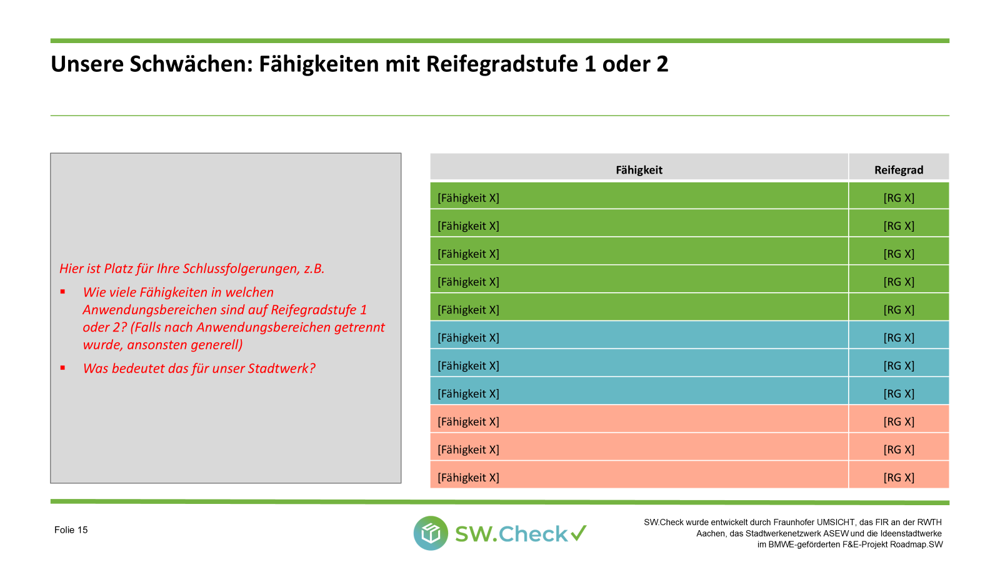 Unsere Schwächen: Fähigkeiten mit Reifegradstufe 1 oder 2
Hier ist Platz für Ihre Schlussfolgerungen, z.B.
▪ Wie viele Fähigkeiten in welchen
Anwendungsbereichen sind auf Reifegradstufe 1
oder 2? (Falls nach Anwendungsbereichen getrennt
wurde, ansonsten generell)
▪ Was bedeutet das für unser Stadtwerk?
Fähigkeit Reifegrad
[Fähigkeit X] [RG X]
[Fähigkeit X] [RG X]
[Fähigkeit X] [RG X]
[Fähigkeit X] [RG X]
[Fähigkeit X] [RG X]
[Fähigkeit X] [RG X]
[Fähigkeit X] [RG X]
[Fähigkeit X] [RG X]
[Fähigkeit X] [RG X]
[Fähigkeit X] [RG X]
[Fähigkeit X] [RG X]
Folie 15
SW.Check
SW.Check wurde entwickelt durch Fraunhofer UMSICHT, das FIR an der RWTH
Aachen, das Stadtwerkenetzwerk ASEW und die Ideenstadtwerke
im BMWE-geförderten F&E-Projekt Roadmap.SW